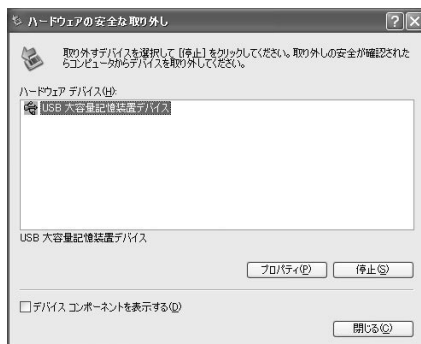 ハードウェアの安全な取り外し
取り外すデバイスを選択して [停止] をクリックしてください。取り外しの安全が確認された
らコンピュータからデバイスを取り外してください。
ハードウェア デバイス(H):
USB 大容量記憶装置デバイス
USB 大容量記憶装置デバイス
プロパティ(P)
停止(S)
デバイス コンポーネントを表示する(D)
閉じる(C)